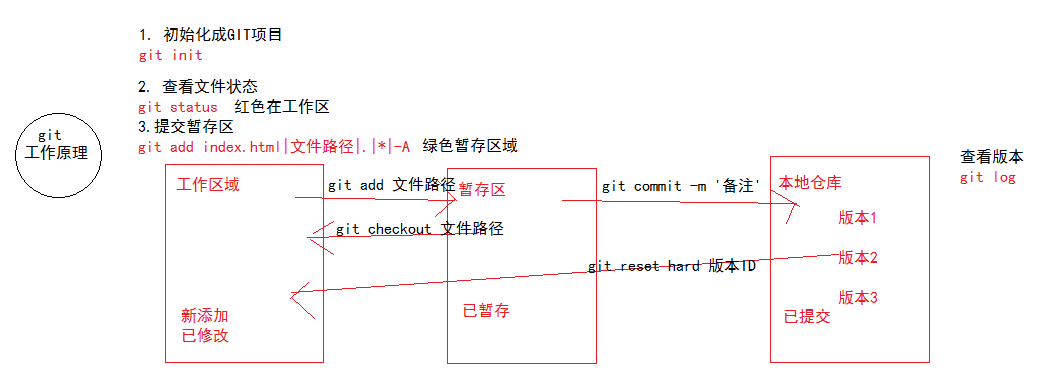 1. 初始化成GIT项目
git init
2. 查看文件状态
git status 红色在工作区
3.提交暂存区
git add index.html|文件路径|.|*|-A 绿色暂存区域
git
工作原理
工作区域
git add 文件路径
暂存区
git commit -m '备注'
本地仓库
查看版本
git log
git checkout 文件路径
版本1
版本2
git reset hard 版本ID
版本3
新添加
已修改
已暂存
已提交